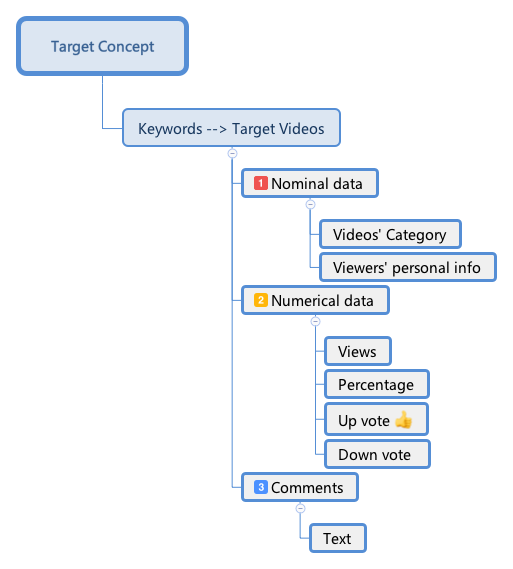 Target Concept
Keywords --> Target Videos
1 Nominal data
Videos' Category
Viewers' personal info
2 Numerical data
Views
Percentage
Up vote 👍
Down vote
3 Comments
Text